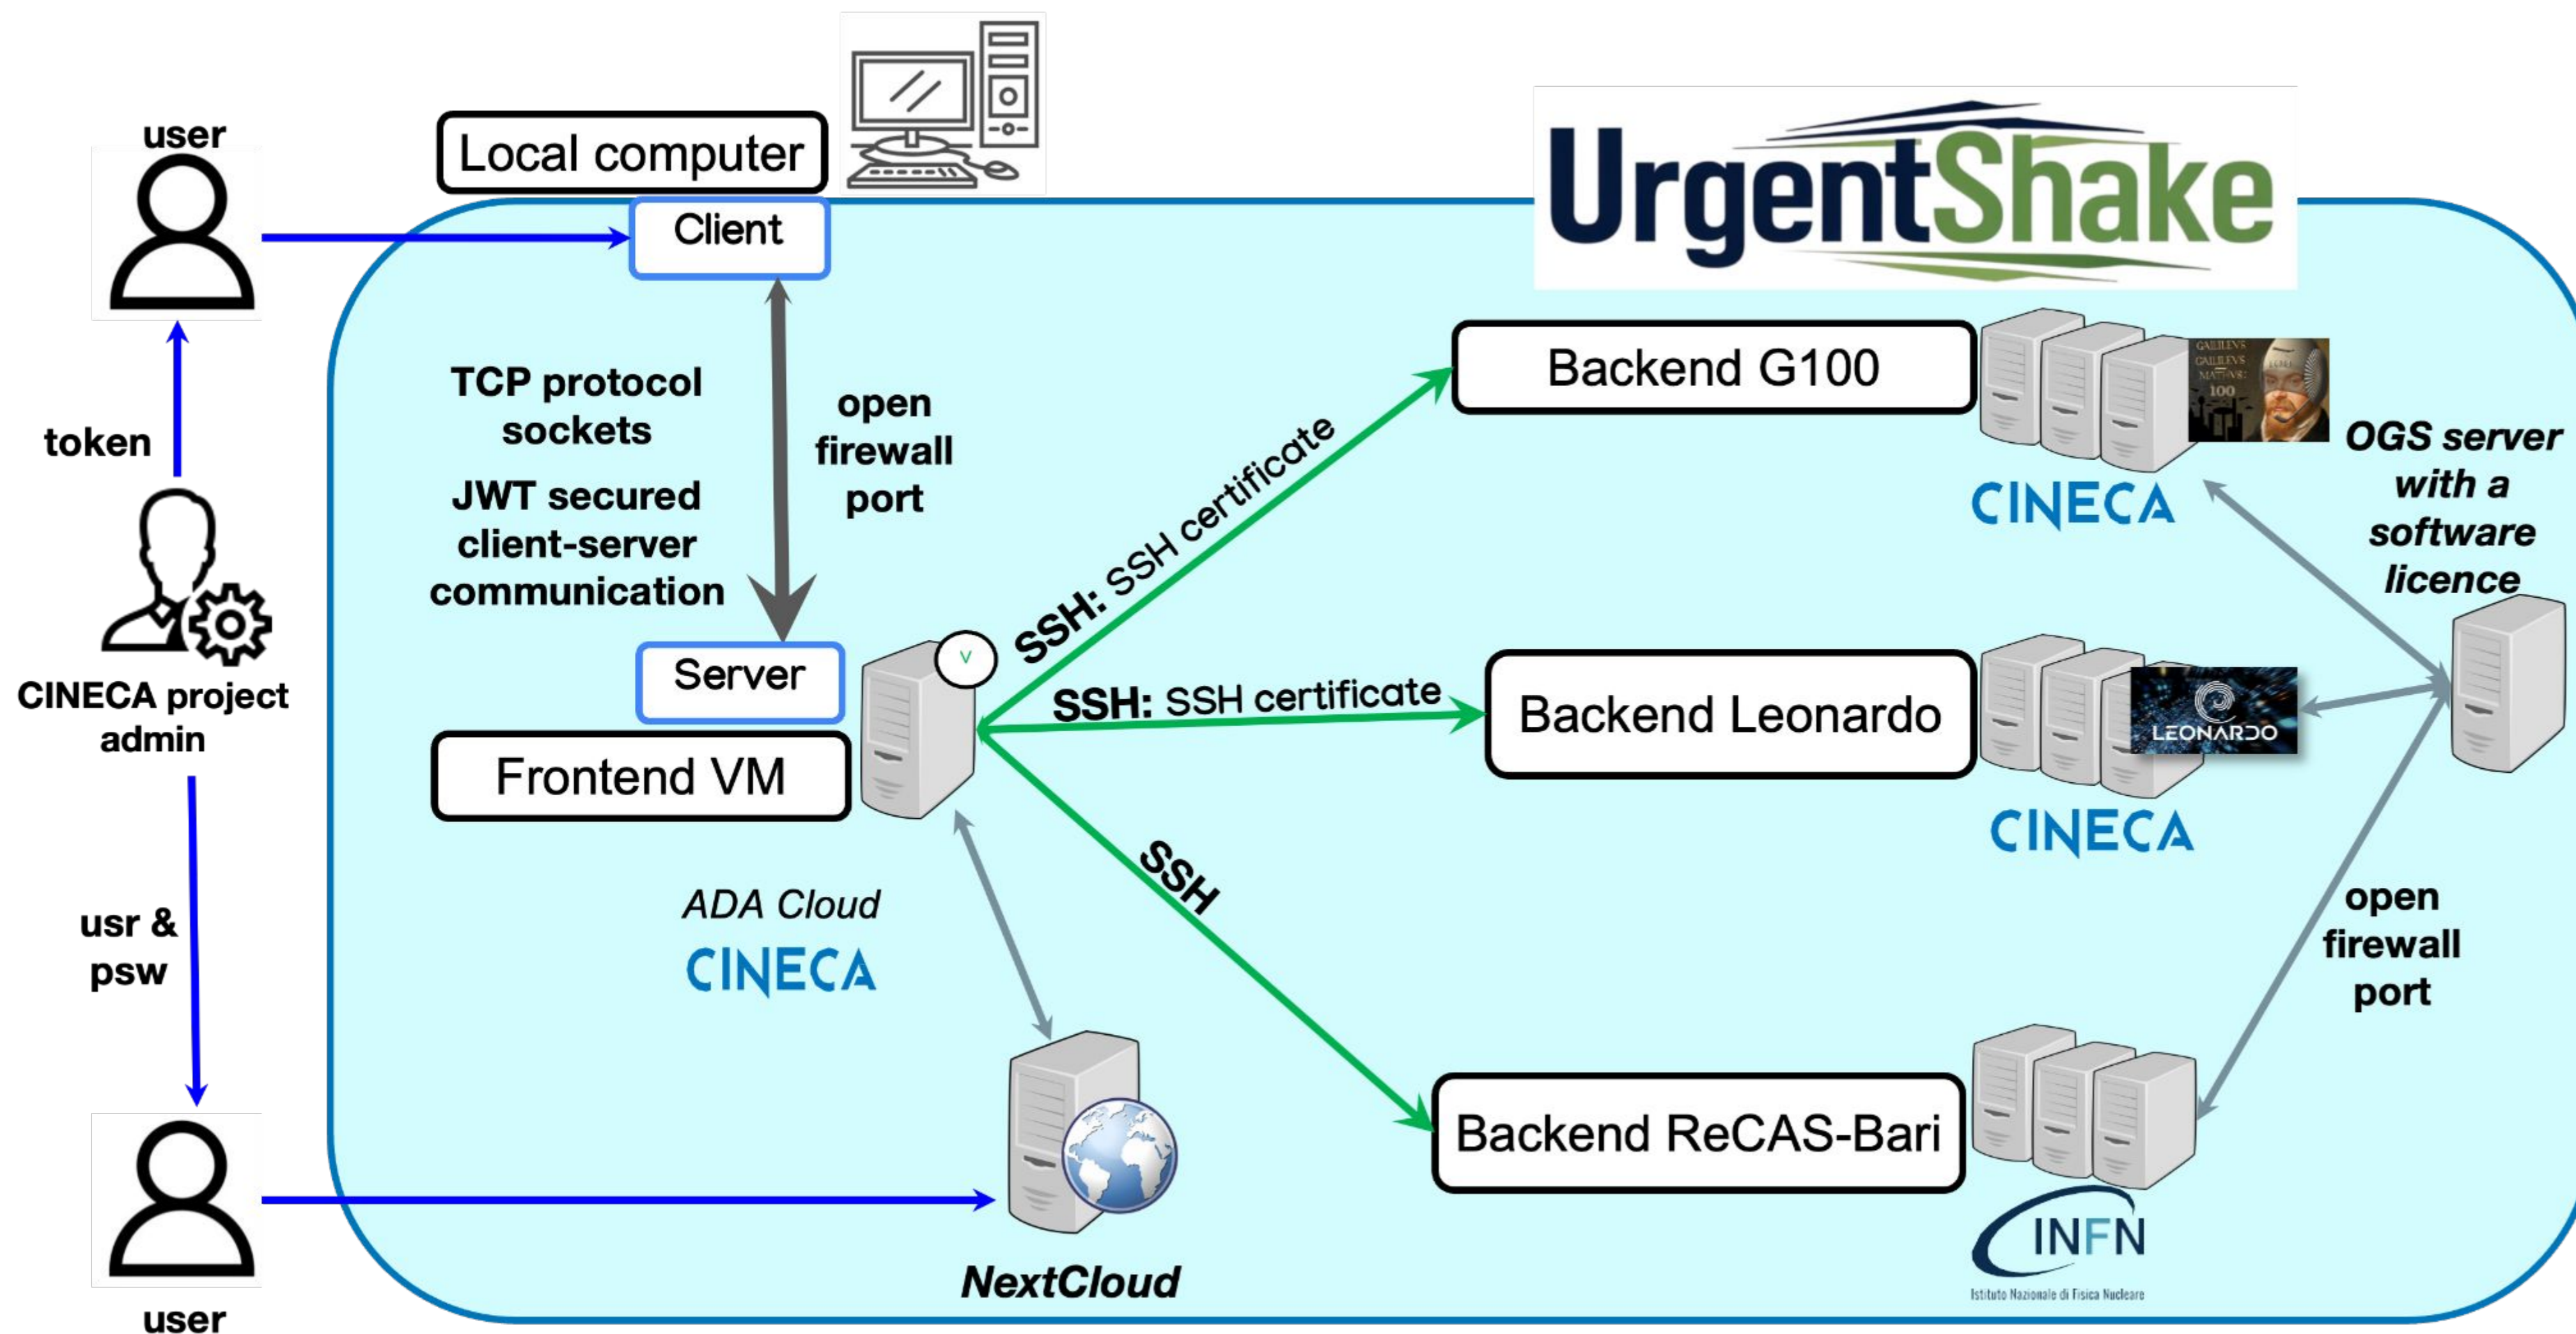 user
Local computer
Client
UrgentShake
token
TCP protocol
sockets
JWT secured
client-server
communication
open
firewall
port
SSH: SSH certificate
Backend G100
GALILEVS
GALILEVS
100
CINECA
OGS server
with a
software
licence
CINECA project
admin
Server
V
Frontend VM
SSH: SSH certificate
Backend Leonardo
LEONARDO
CINECA
usr &
psw
ADA Cloud
CINECA
SSH
open
firewall
port
Backend ReCAS-Bari
INFN
Istituto Nazionale di Fisica Nucleare
NextCloud
user